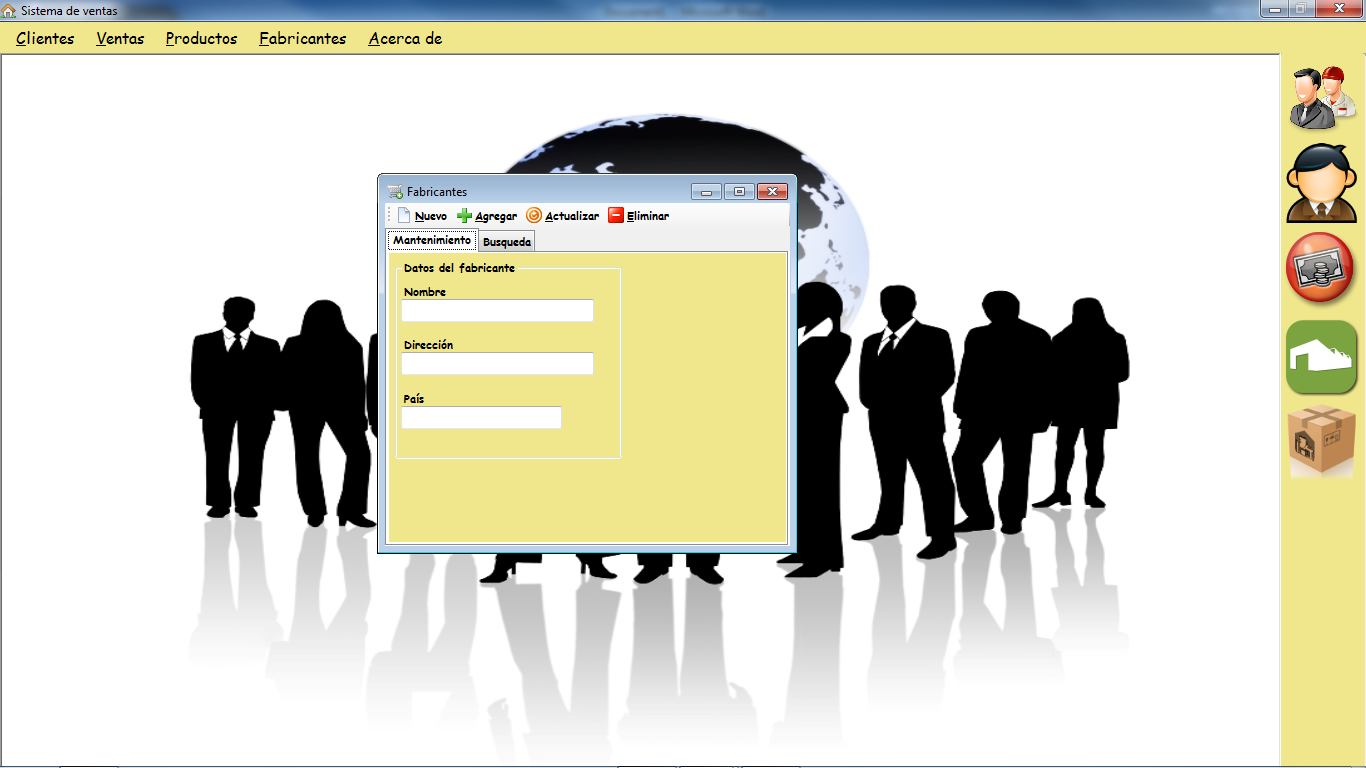 Sistema de ventas
Clientes Ventas Productos Fabricantes Acerca de
Fabricantes
Nuevo Agregar Actualizar Eliminar
Mantenimiento Busqueda
Datos del fabricante
Nombre
Dirección
País